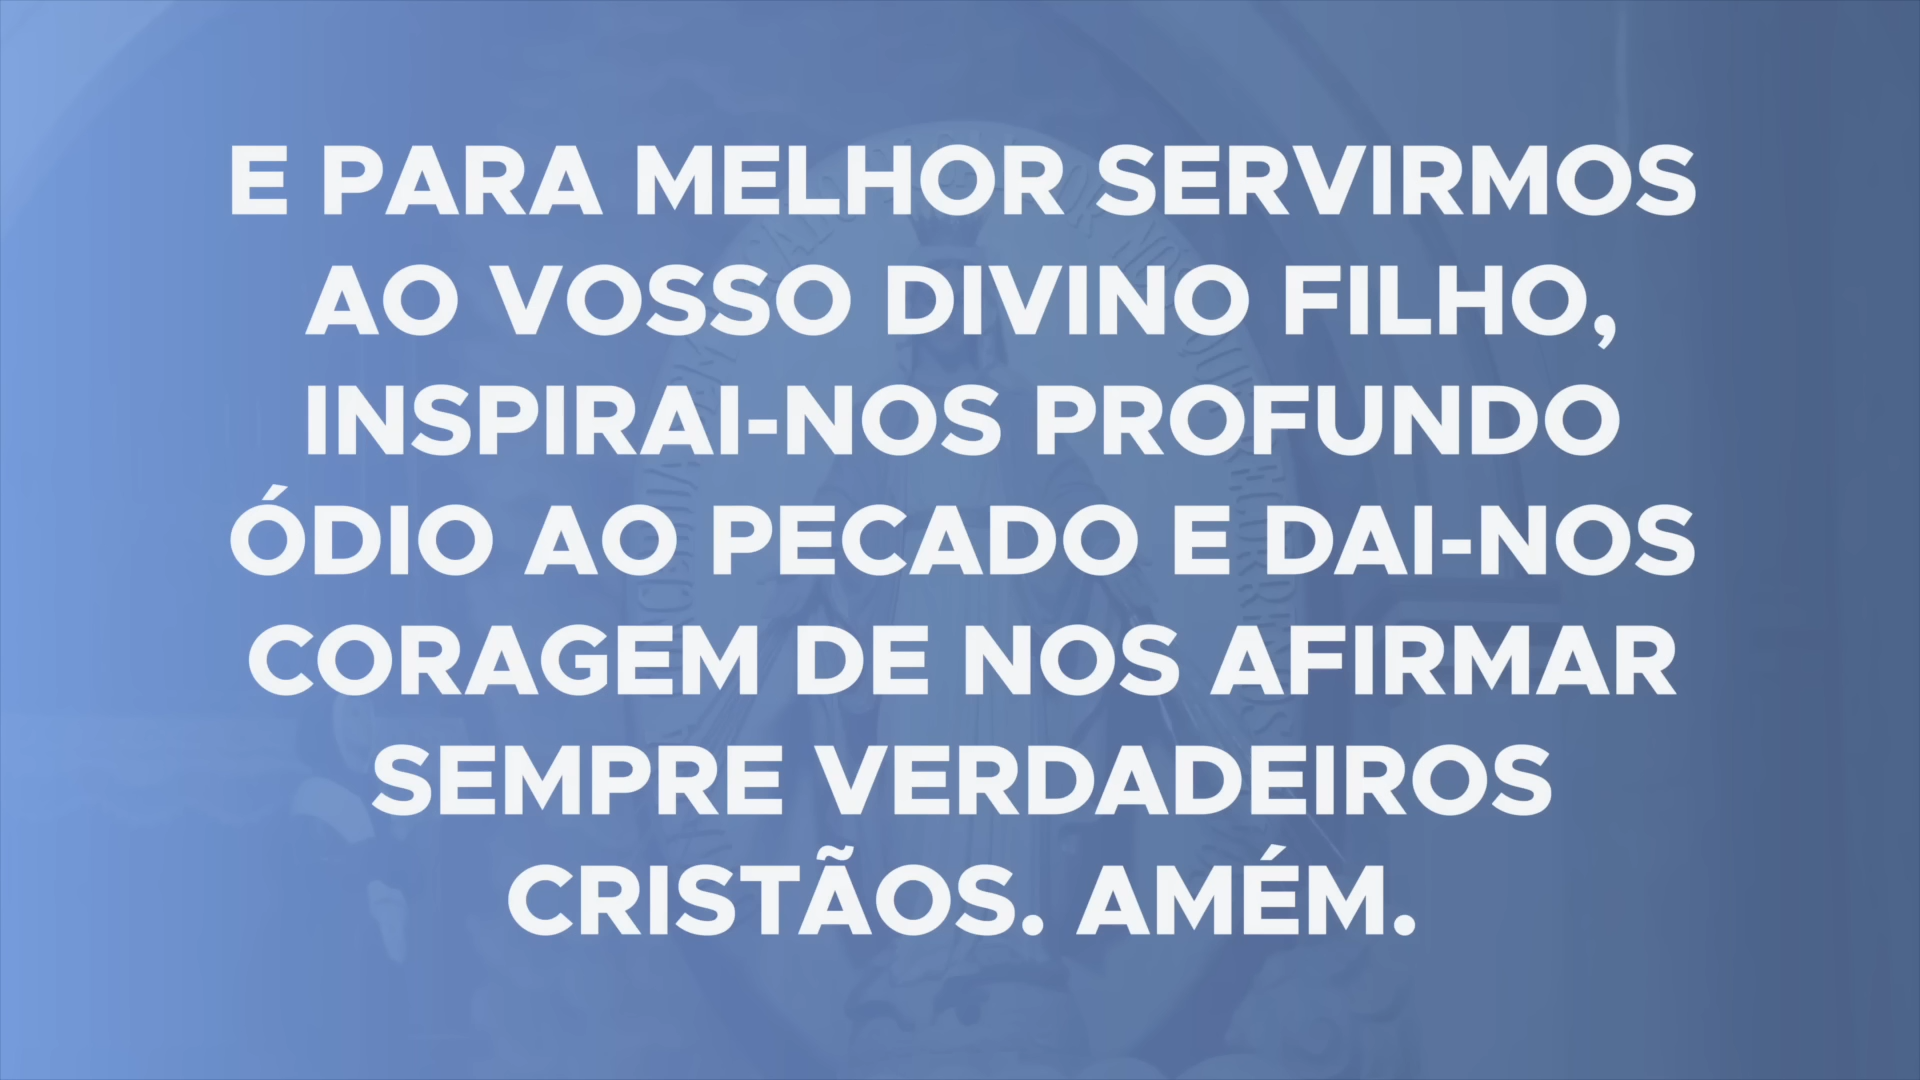 E PARA MELHOR SERVIRMOS
AO VOSSO DIVINO FILHO,
INSPIRAI-NOS PROFUNDO
ÓDIO AO PECADO E DAI-NOS
CORAGEM DE NOS AFIRMAR
SEMPRE VERDADEIROS
CRISTÃOS. AMÉM.